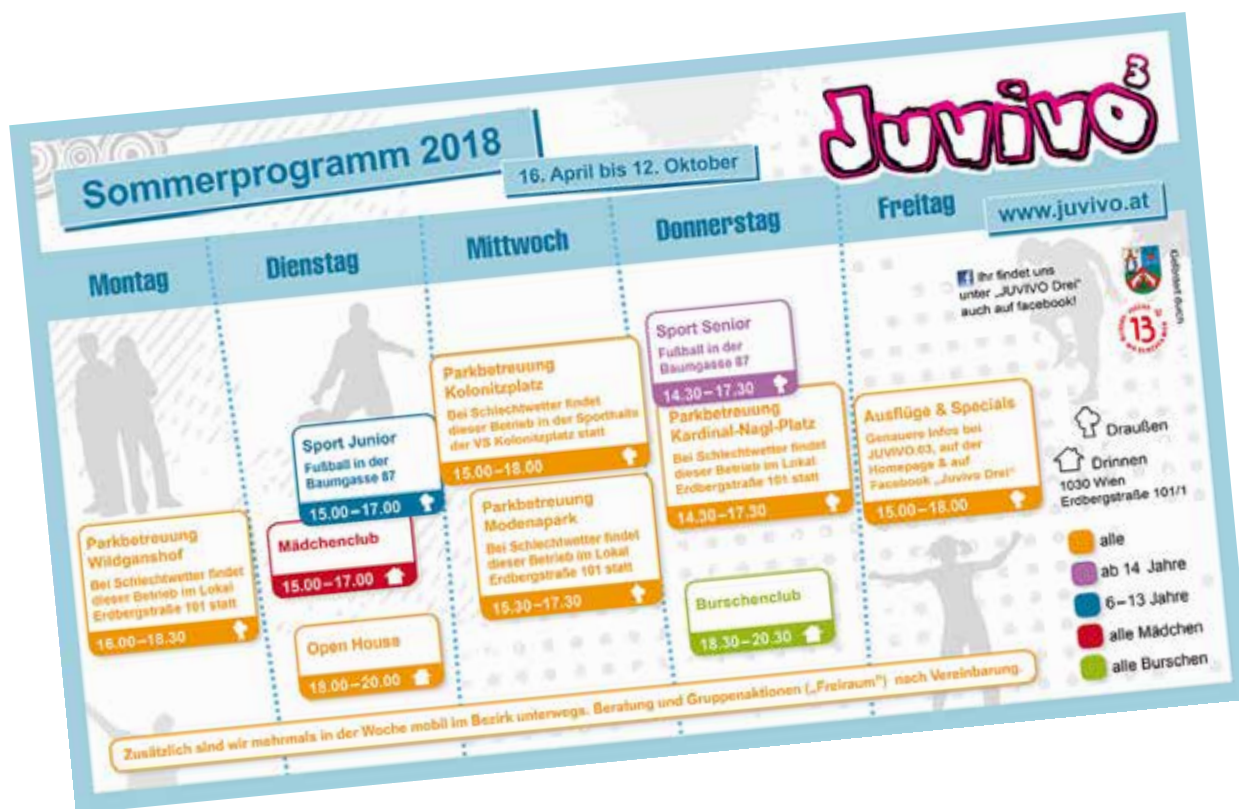 Juvivo3
Sommerprogramm 2018
16. April bis 12. Oktober
www.juvivo.at
Montag
Parkbetreuung
Wildganshof
Bei Schlechtwetter findet
dieser Betrieb im Lokal
Erdbergstraße 101 statt
16.00–18.30
Dienstag
Sport Junior
Fußball in der
Baumgasse 87
15.00–17.00
Mädchenclub
15.00–17.00
Open House
18.00–20.00
Mittwoch
Parkbetreuung
Kolonitzplatz
Bei Schlechtwetter findet
dieser Betrieb in der Sporthalle
der VS Kolonitzplatz statt
15.00–18.00
Parkbetreuung
Modenapark
Bei Schlechtwetter findet
dieser Betrieb im Lokal
Erdbergstraße 101 statt
15.30–17.30
Donnerstag
Sport Senior
Fußball in der
Baumgasse 87
14.30–17.30
Parkbetreuung
Kardinal-Nagl-Platz
Bei Schlechtwetter findet
dieser Betrieb im Lokal
Erdbergstraße 101 statt
14.30–17.30
Burschenclub
18.30–20.30
Freitag
Ausflüge & Specials
Genauere Infos bei
JUVIVO.03, auf der
Homepage & auf
Facebook „Juvivo Drei"
15.00–18.00
Ihr findet uns
unter „JUVIVO Drei"
auch auf facebook!
Gefördert durch
13
Draußen
Drinnen
1030 Wien
Erdbergstraße 101/1
alle
ab 14 Jahre
6–13 Jahre
alle Mädchen
alle Burschen
Zusätzlich sind wir mehrmals in der Woche mobil im Bezirk unterwegs. Beratung und Gruppenaktionen („Freiraum") nach Vereinbarung.